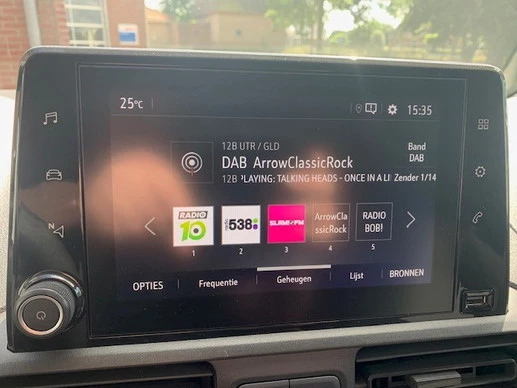 25°C 15:35
12B UTR / GLD
DAB ArrowClassicRock
Band
DAB
12B PLAYING: TALKING HEADS - ONCE IN A LI
Zender 1/14
RADIO
10
538
SLAM!FM
ArrowCla
ssicRock
RADIO
BOB!
1 2 3 4 5
OPTIES Frequentie Geheugen Lijst BRONNEN
N